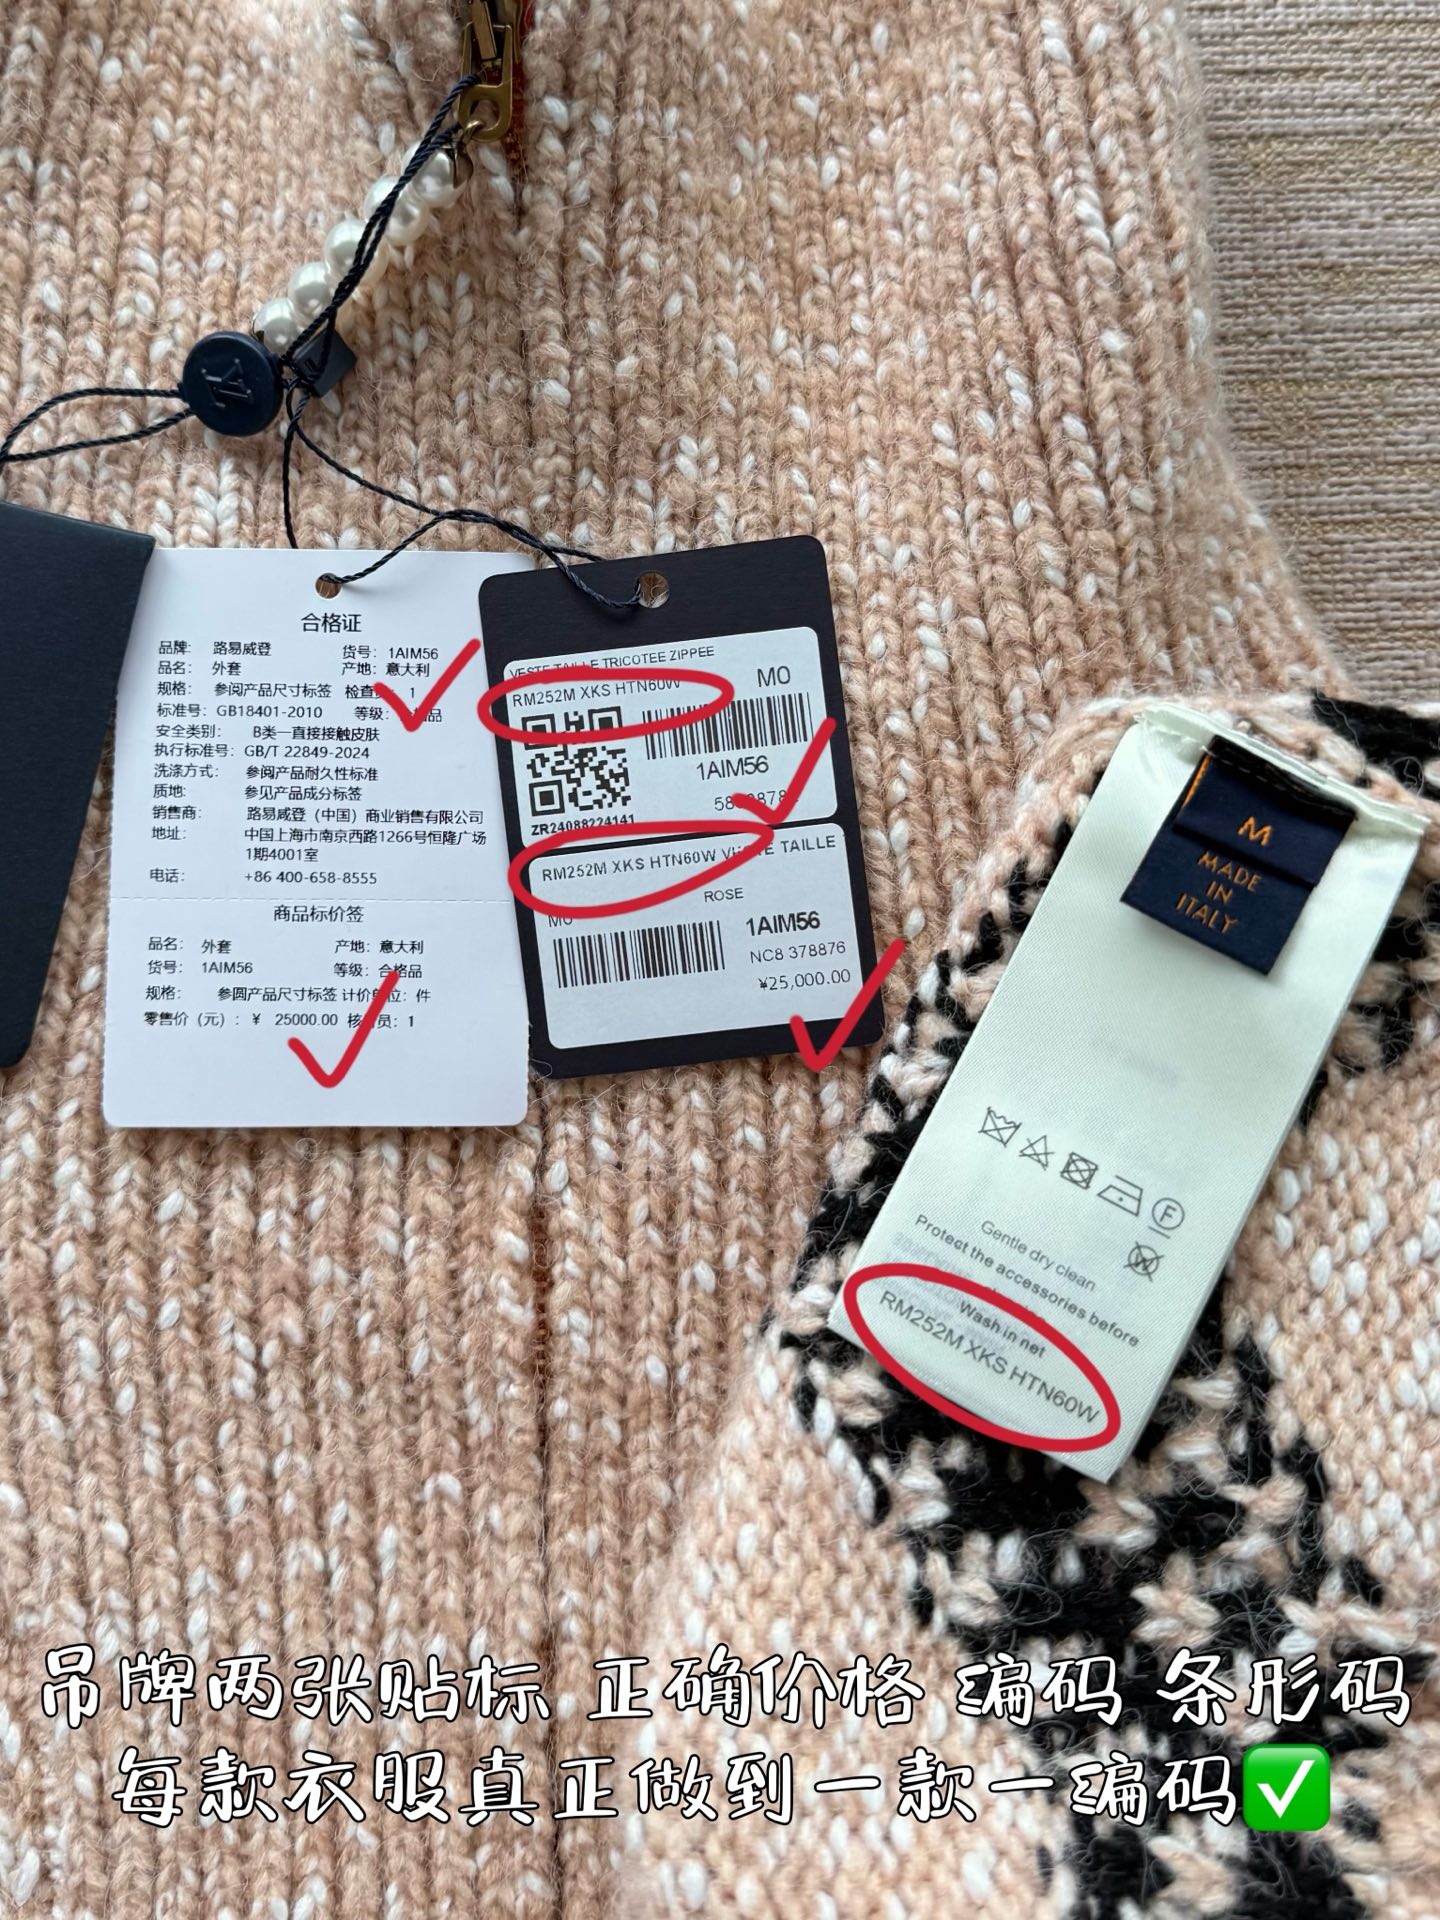 合格证
品牌: 路易威登 货号: 1AIM56
品名: 外套 产地: 意大利
规格: 参阅产品尺寸标签 检查员: 1
标准号: GB18401-2010 等级: 合格品
安全类别: B类一直接接触皮肤
执行标准号: GB/T 22849-2024
洗涤方式: 参阅产品耐久性标准
质地: 参见产品成分标签
销售商: 路易威登（中国）商业销售有限公司
地址: 中国上海市南京西路1266号恒隆广场
1期4001室
电话: +86 400-658-8555
商品标价签
品名: 外套 产地: 意大利
货号: 1AIM56 等级: 合格品
规格: 参圆产品尺寸标签 计价单位: 件
零售价（元）: ¥ 25000.00 核价员: 1
VESTE TAILLE TRICOTEE ZIPPEE
RM252M XKS HTN60W
M0
1AIM56
ZR24088224141
RM252M XKS HTN60W VESTE TAILLE
ROSE
M0
1AIM56
NC8 378876
¥25,000.00
M
MADE
IN
ITALY
F
W
Gentle dry clean
Protect the accessories before
Wash in net
RM252M XKS HTN60W
吊牌两张贴标 正确价格 编码 条形码
每款衣服真正做到一款一编码✅